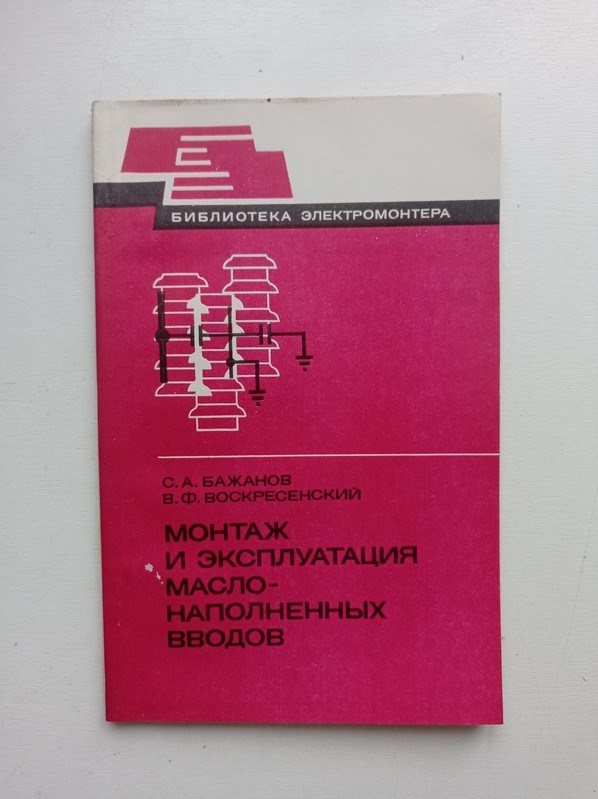 БИБЛИОТЕКА ЭЛЕКТРОМОНТЕРА
С. А. БАЖАНОВ
В. Ф. ВОСКРЕСЕНСКИЙ
МОНТАЖ
И ЭКСПЛУАТАЦИЯ
МАСЛО-
НАПОЛНЕННЫХ
ВВОДОВ